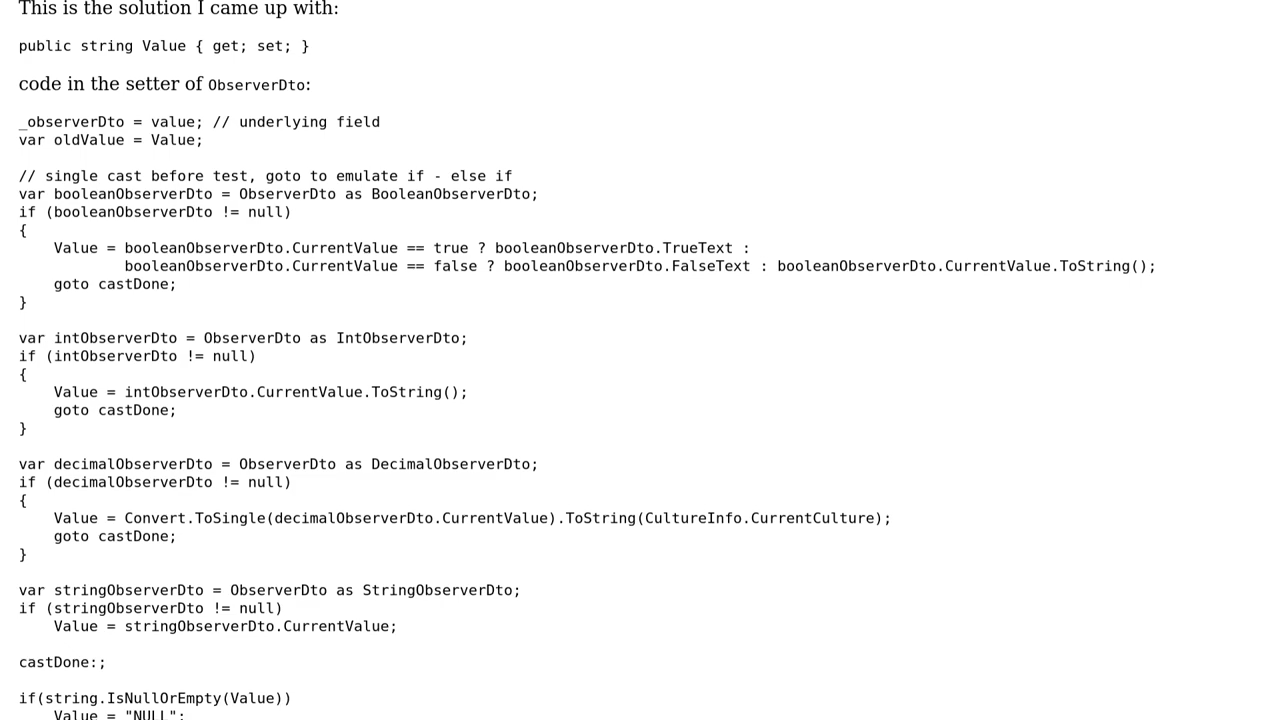 This is the solution I came up with:
public string Value { get; set; }
code in the setter of ObserverDto:
_observerDto = value; // underlying field
var oldValue = Value;
// single cast before test, goto to emulate if - else if
var booleanObserverDto = ObserverDto as BooleanObserverDto;
if (booleanObserverDto != null)
{
    Value = booleanObserverDto.CurrentValue == true ? booleanObserverDto.TrueText :
            booleanObserverDto.CurrentValue == false ? booleanObserverDto.FalseText : booleanObserverDto.CurrentValue.ToString();
    goto castDone;
}
var intObserverDto = ObserverDto as IntObserverDto;
if (intObserverDto != null)
{
    Value = intObserverDto.CurrentValue.ToString();
    goto castDone;
}
var decimalObserverDto = ObserverDto as DecimalObserverDto;
if (decimalObserverDto != null)
{
    Value = Convert.ToSingle(decimalObserverDto.CurrentValue).ToString(CultureInfo.CurrentCulture);
    goto castDone;
}
var stringObserverDto = ObserverDto as StringObserverDto;
if (stringObserverDto != null)
    Value = stringObserverDto.CurrentValue;
castDone:;
if(string.IsNullOrEmpty(Value))
    Value = "NULL";